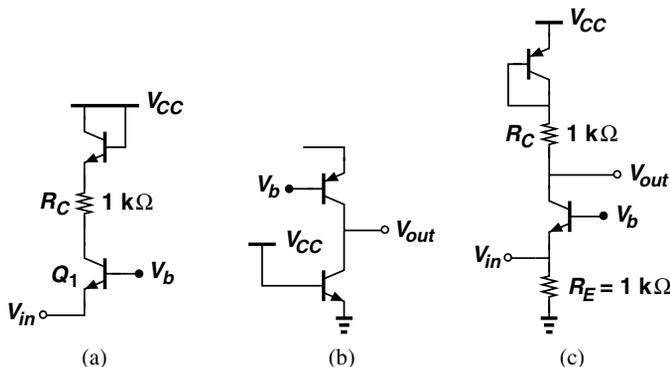 V_CC
R_C 1 kΩ
Q_1
V_b
V_in
(a)
V_b
V_out
V_CC
(b)
V_CC
R_C 1 kΩ
V_out
V_b
V_in
R_E = 1 kΩ
(c)